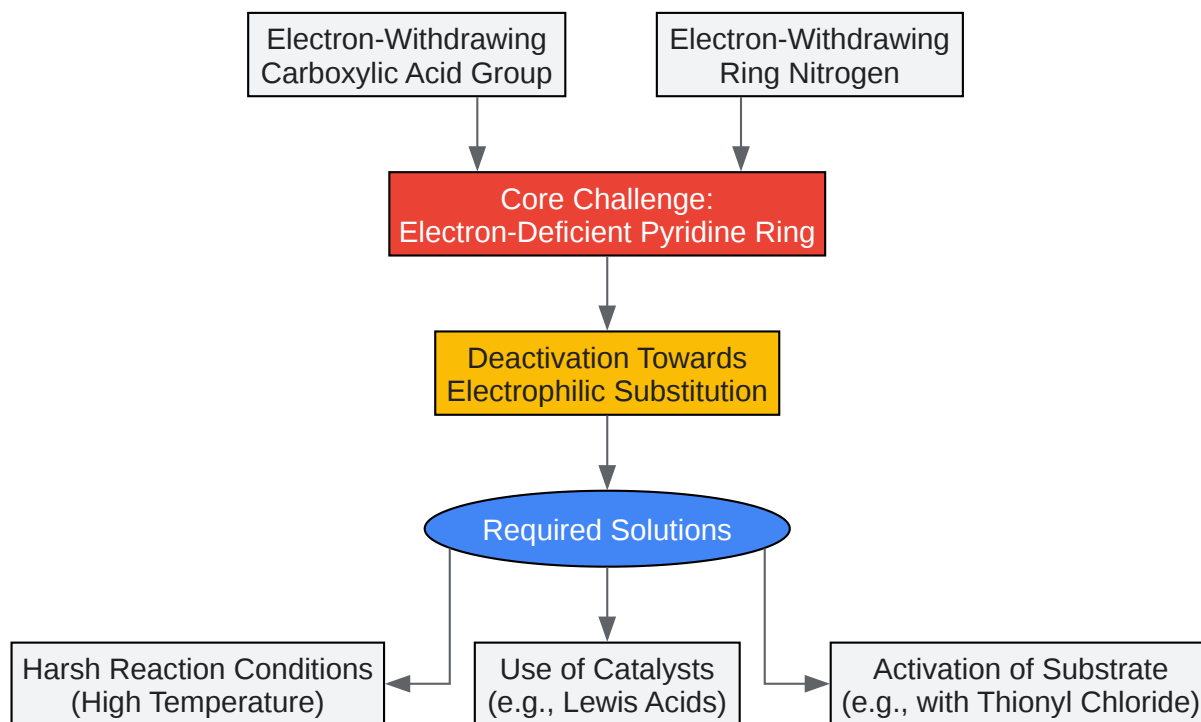 Electron-Withdrawing
Carboxylic Acid Group
Electron-Withdrawing
Ring Nitrogen
Core Challenge:
Electron-Deficient Pyridine Ring
Deactivation Towards
Electrophilic Substitution
Required Solutions
Harsh Reaction Conditions
(High Temperature)
Use of Catalysts
(e.g., Lewis Acids)
Activation of Substrate
(e.g., with Thionyl Chloride)